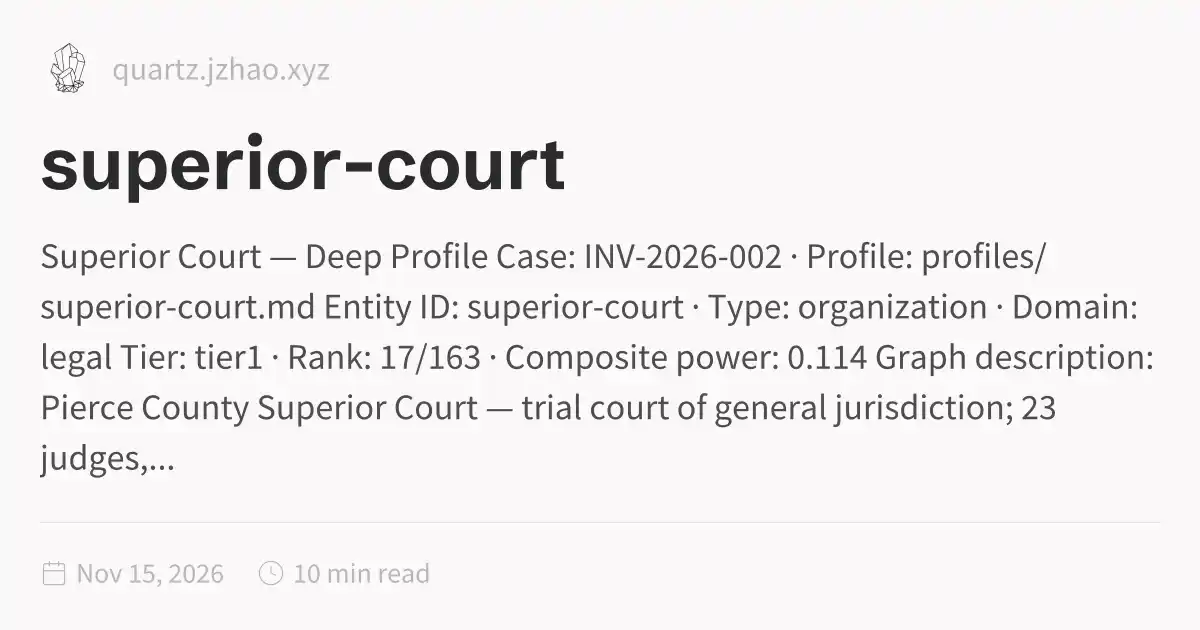 quartz.jzhao.xyz
superior-court
Superior Court — Deep Profile Case: INV-2026-002 · Profile: profiles/
superior-court.md Entity ID: superior-court · Type: organization · Domain:
legal Tier: tier1 · Rank: 17/163 · Composite power: 0.114 Graph description:
Pierce County Superior Court — trial court of general jurisdiction; 23
judges,...
Nov 15, 2026 10 min read